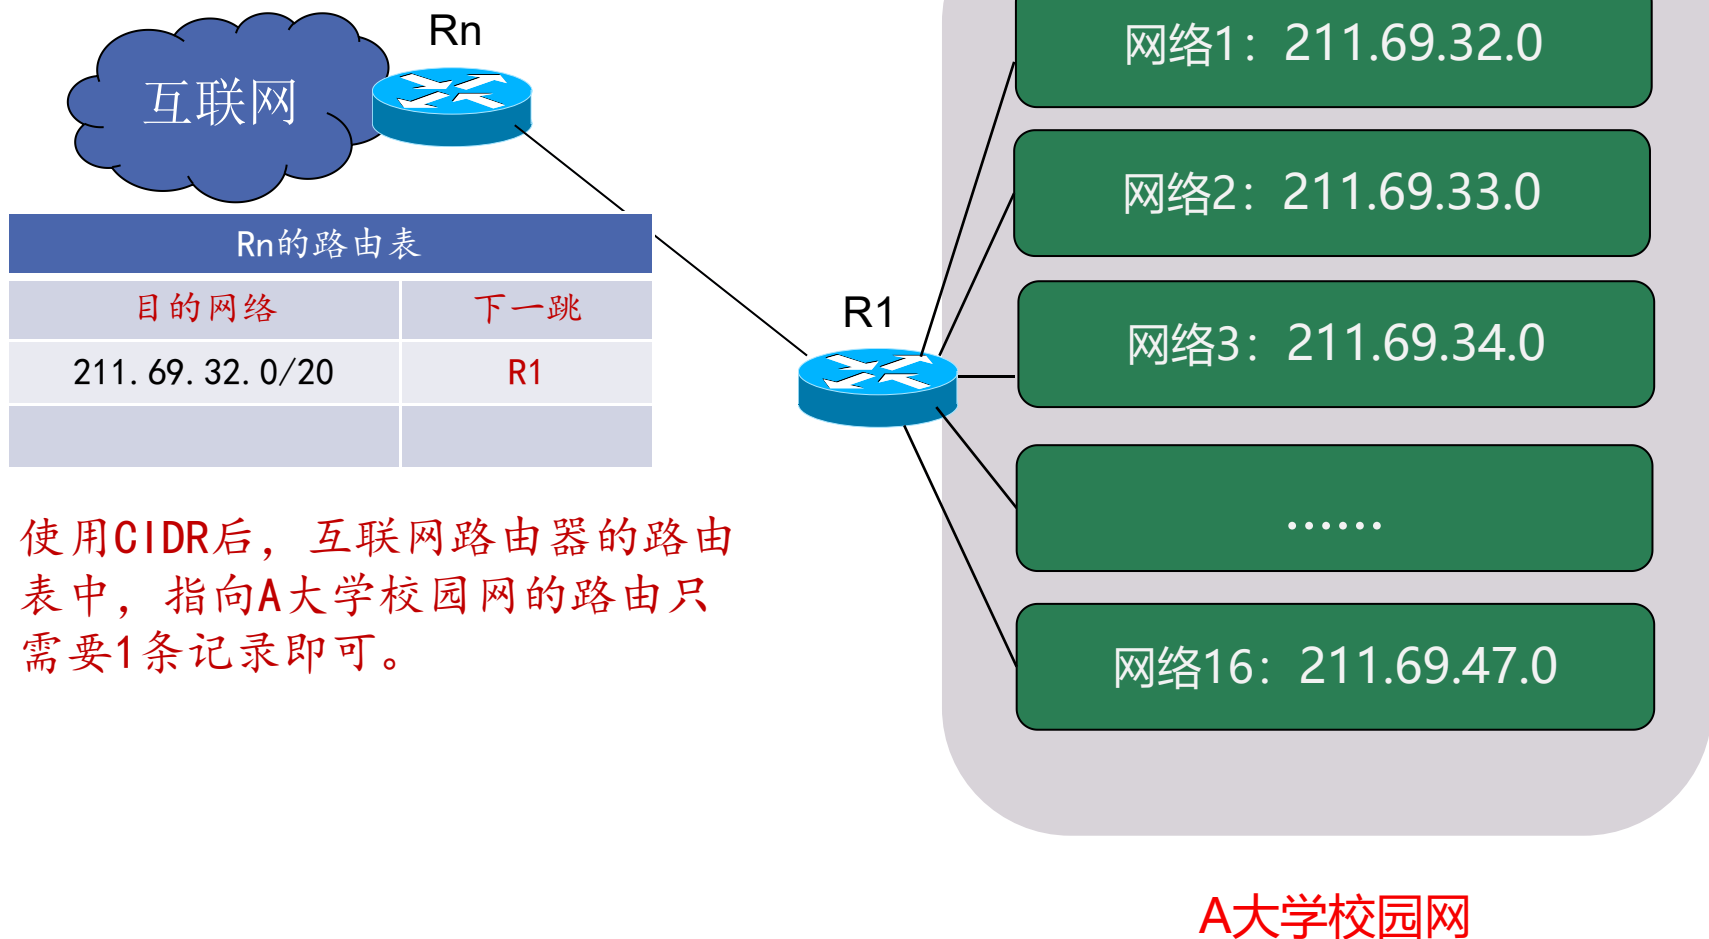 Rn
互联网
Rn的路由表
目的网络 下一跳
211.69.32.0/20 R1
使用CIDR后，互联网路由器的路由
表中，指向A大学校园网的路由只
需要1条记录即可。
R1
网络1：211.69.32.0
网络2：211.69.33.0
网络3：211.69.34.0
......
网络16：211.69.47.0
A大学校园网